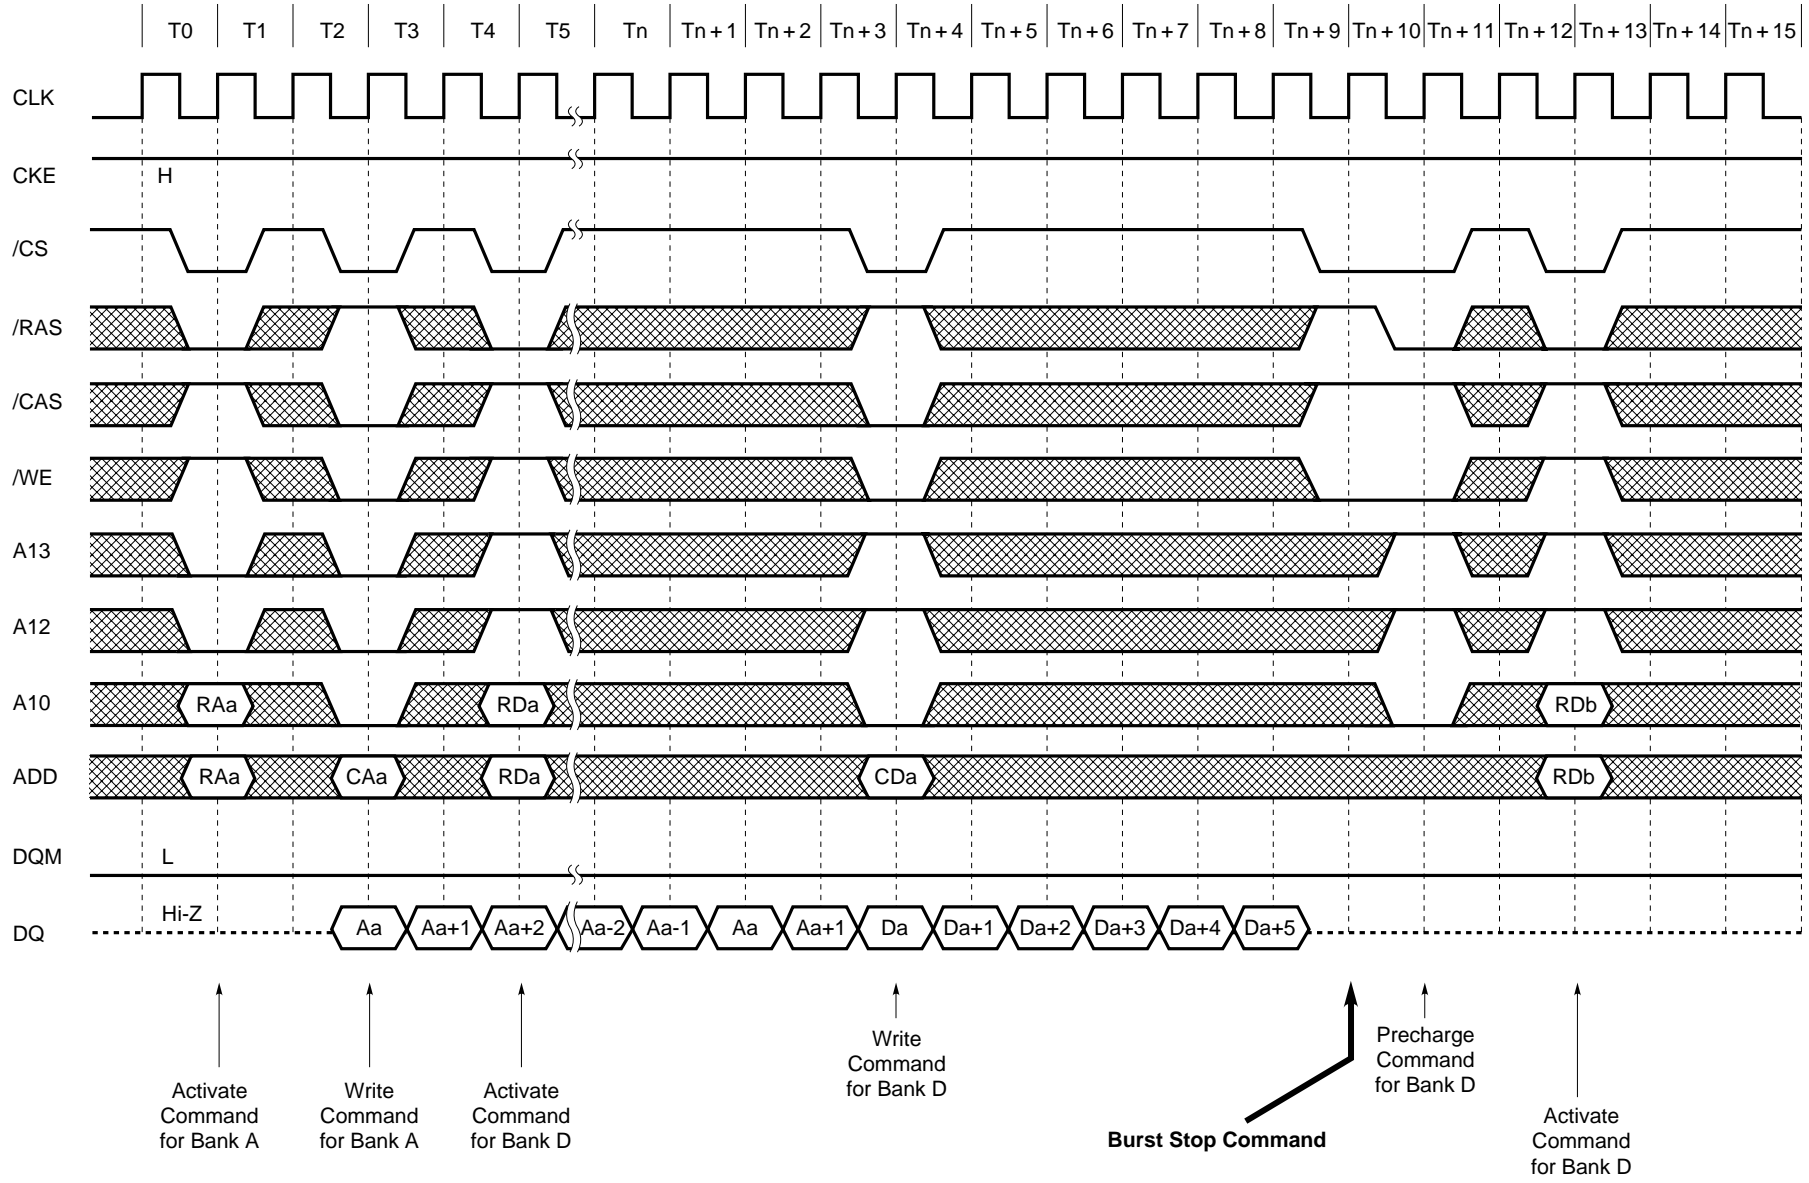 T0 T1 T2 T3 T4 T5 Tn Tn + 1 Tn + 2 Tn + 3 Tn + 4 Tn + 5 Tn + 6 Tn + 7 Tn + 8 Tn + 9 Tn + 10 Tn + 11 Tn + 12 Tn + 13 Tn + 14 Tn + 15
CLK
CKE H
/CS
/RAS
/CAS
/WE
A13
A12
A10 RAa RDa RDb
ADD RAa CAa RDa CDa RDb
DQM L
DQ Hi-Z Aa Aa+1 Aa+2 Aa-2 Aa-1 Aa Aa+1 Da Da+1 Da+2 Da+3 Da+4 Da+5
Activate
Command
for Bank A
Write
Command
for Bank A
Activate
Command
for Bank D
Write
Command
for Bank D
Burst Stop Command
Precharge
Command
for Bank D
Activate
Command
for Bank D